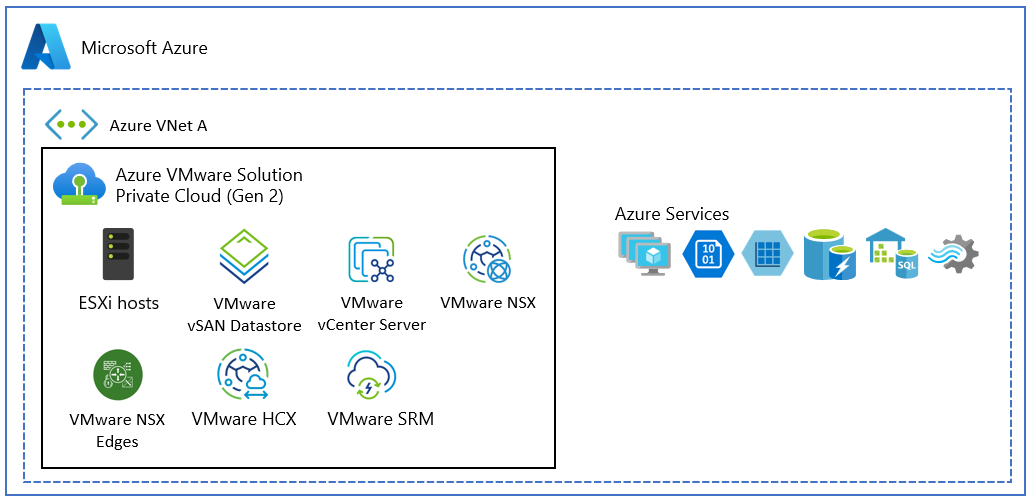 Microsoft Azure
Azure VNet A
Azure VMware Solution
Private Cloud (Gen 2)
Azure Services
10
01
SQL
ESXi hosts
VMware
vSAN Datastore
VMware
vCenter Server
VMware NSX
VMware NSX
Edges
VMware HCX
VMware SRM